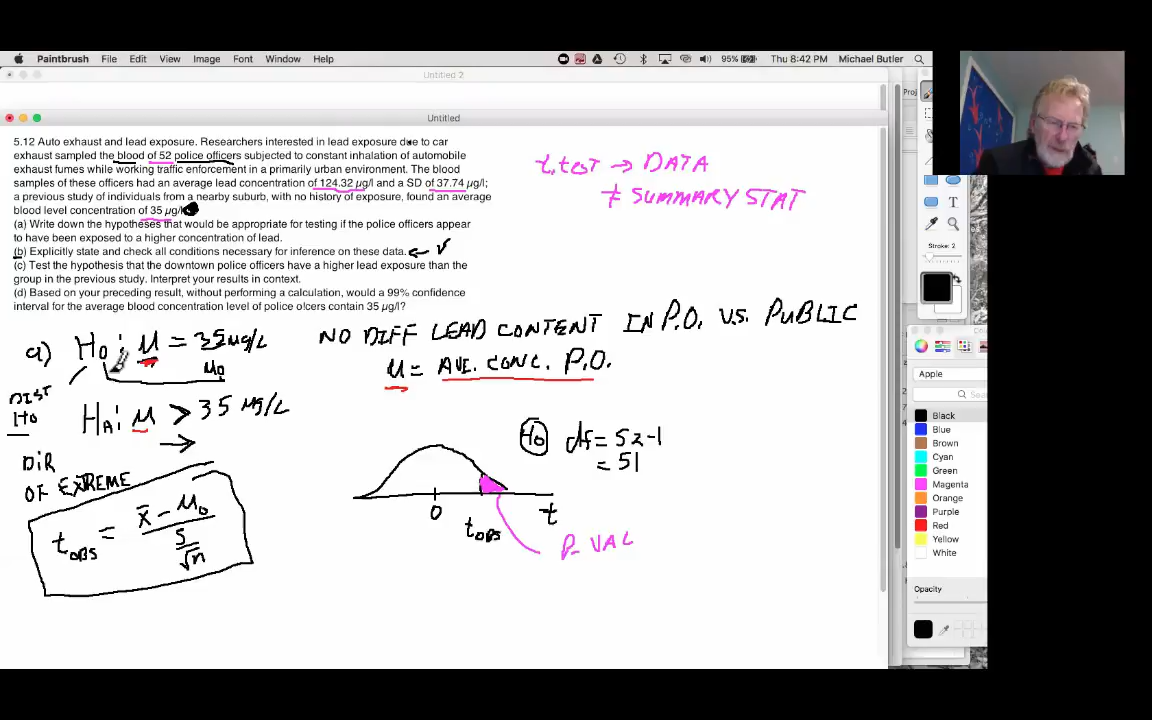 Paintbrush File Edit View Image Font Window Help
95% Thu 8:42 PM Michael Butler
Untitled 2
Untitled
5.12 Auto exhaust and lead exposure. Researchers interested in lead exposure due to car
exhaust sampled the blood of 52 police officers subjected to constant inhalation of automobile
exhaust fumes while working traffic enforcement in a primarily urban environment. The blood
samples of these officers had an average lead concentration of 124.32 µg/l and a SD of 37.74 µg/l;
a previous study of individuals from a nearby suburb, with no history of exposure, found an average
blood level concentration of 35 µg/l
(a) Write down the hypotheses that would be appropriate for testing if the police officers appear
to have been exposed to a higher concentration of lead.
(b) Explicitly state and check all conditions necessary for inference on these data. ← ✓
(c) Test the hypothesis that the downtown police officers have a higher lead exposure than the
group in the previous study. Interpret your results in context.
(d) Based on your preceding result, without performing a calculation, would a 99% confidence
interval for the average blood concentration level of police olcers contain 35 µg/l?
t.test → DATA
t SUMMARY STAT
a) H0: µ = 35 µg/L
µ0
NO DIFF LEAD CONTENT IN P.O. V.S. PUBLIC
µ = AVE. CONC. P.O.
DIST
H0
HA: µ > 35 µg/L
→
DIR
OF EXTREME
tOBS = x̄ - µ0
s
√n
H0 df = 52-1
= 51
0 tOBS t
P-VAL
Proj
T
Stroke: 2
Apple
Sea
Black
Blue
Brown
Cyan
Green
Magenta
Orange
Purple
Red
Yellow
White
Opacity